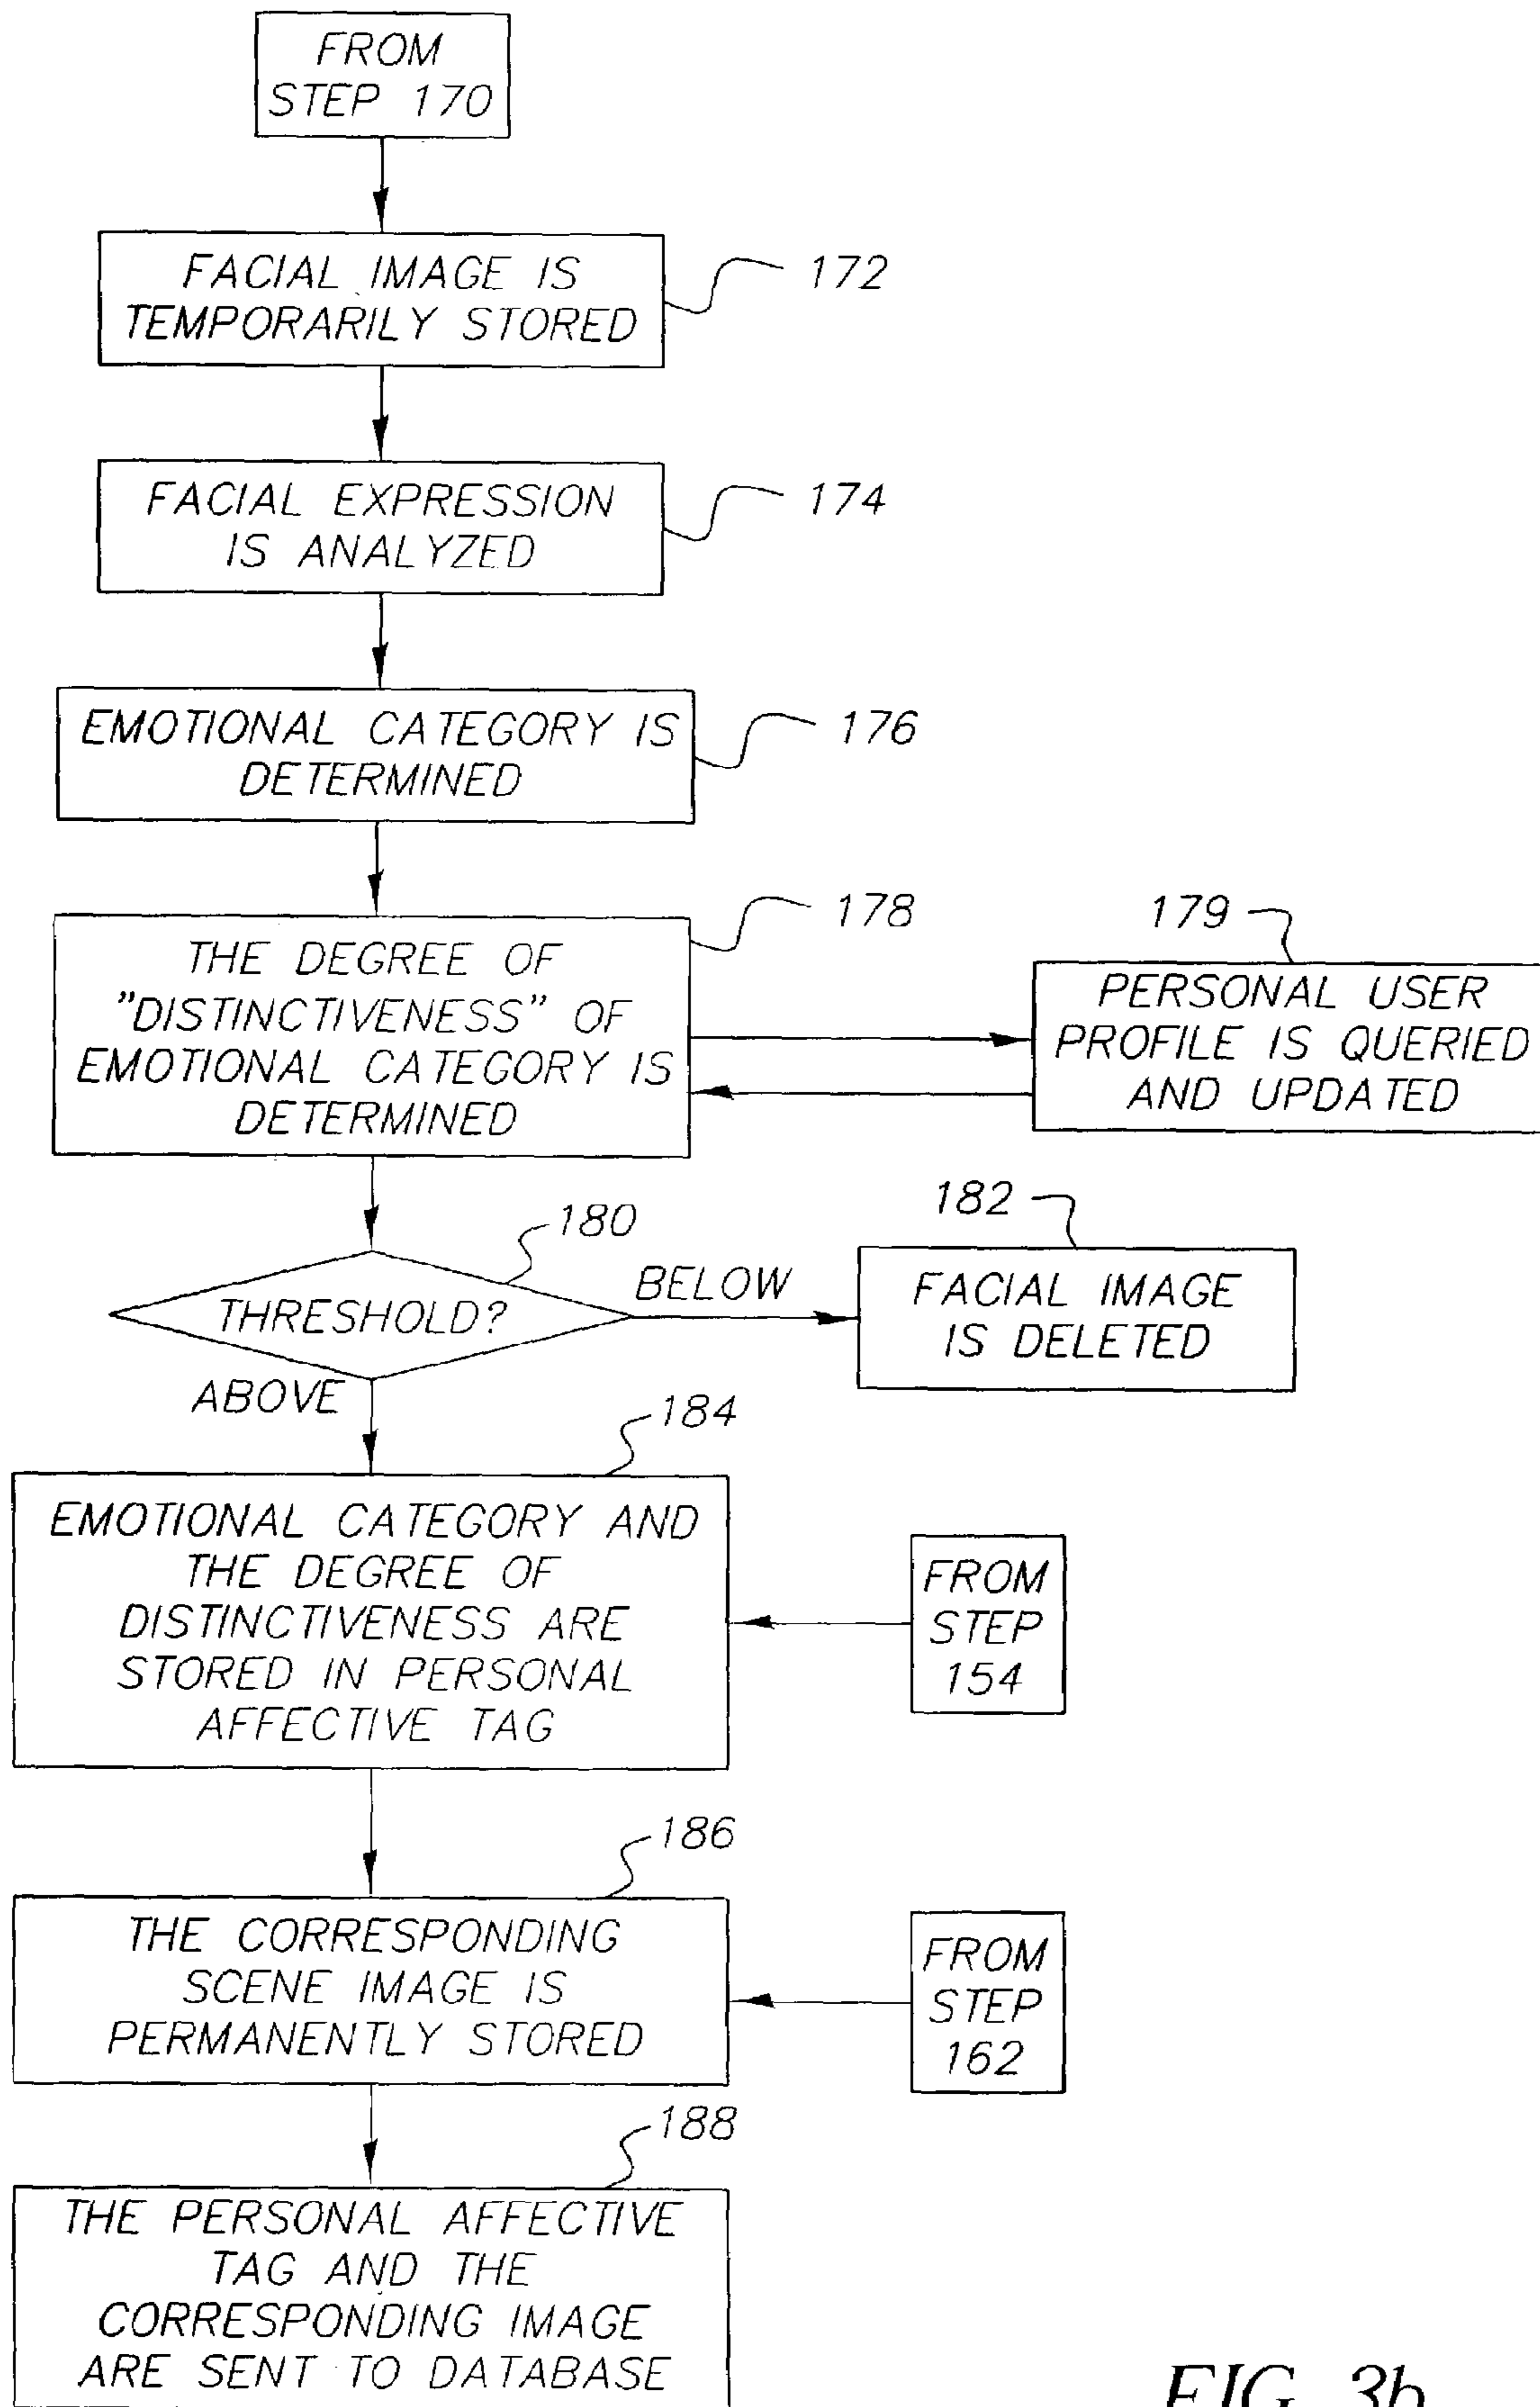 FROM
STEP 170
FACIAL IMAGE IS
TEMPORARILY STORED
172
FACIAL EXPRESSION
IS ANALYZED
174
EMOTIONAL CATEGORY IS
DETERMINED
176
THE DEGREE OF
"DISTINCTIVENESS" OF
EMOTIONAL CATEGORY IS
DETERMINED
178
179
PERSONAL USER
PROFILE IS QUERIED
AND UPDATED
180
THRESHOLD?
BELOW
182
FACIAL IMAGE
IS DELETED
ABOVE
184
EMOTIONAL CATEGORY AND
THE DEGREE OF
DISTINCTIVENESS ARE
STORED IN PERSONAL
AFFECTIVE TAG
FROM
STEP
154
186
THE CORRESPONDING
SCENE IMAGE IS
PERMANENTLY STORED
FROM
STEP
162
188
THE PERSONAL AFFECTIVE
TAG AND THE
CORRESPONDING IMAGE
ARE SENT TO DATABASE
FIG. 3b